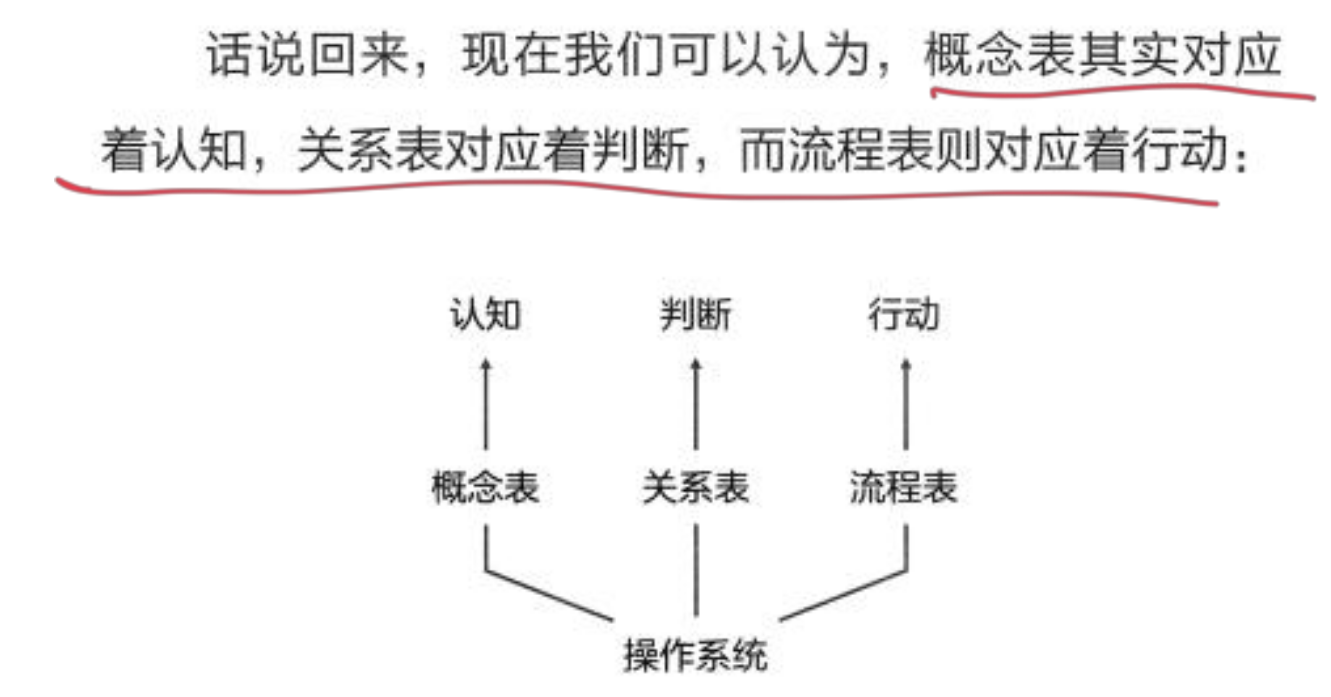 话说回来，现在我们可以认为，概念表其实对应
着认知，关系表对应着判断，而流程表则对应着行动：
认知 判断 行动
概念表 关系表 流程表
操作系统